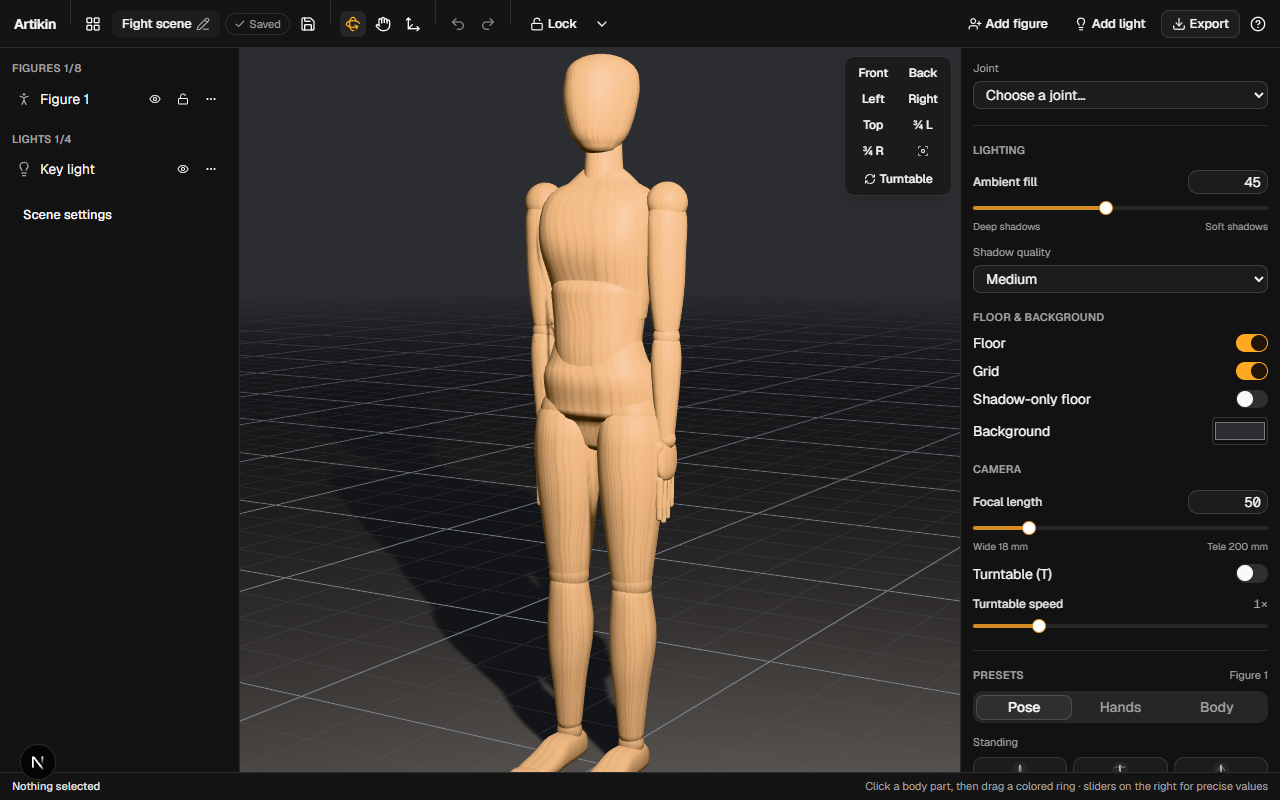 Artikin
Fight scene
Saved
Lock
Add figure
Add light
Export
FIGURES 1/8
Figure 1
LIGHTS 1/4
Key light
Scene settings
Front Back
Left Right
Top ¾ L
¾ R
Turntable
Joint
Choose a joint...
LIGHTING
Ambient fill 45
Deep shadows Soft shadows
Shadow quality
Medium
FLOOR & BACKGROUND
Floor
Grid
Shadow-only floor
Background
CAMERA
Focal length 50
Wide 18 mm Tele 200 mm
Turntable (T)
Turntable speed 1×
PRESETS Figure 1
Pose Hands Body
Standing
N
Nothing selected
Click a body part, then drag a colored ring · sliders on the right for precise values